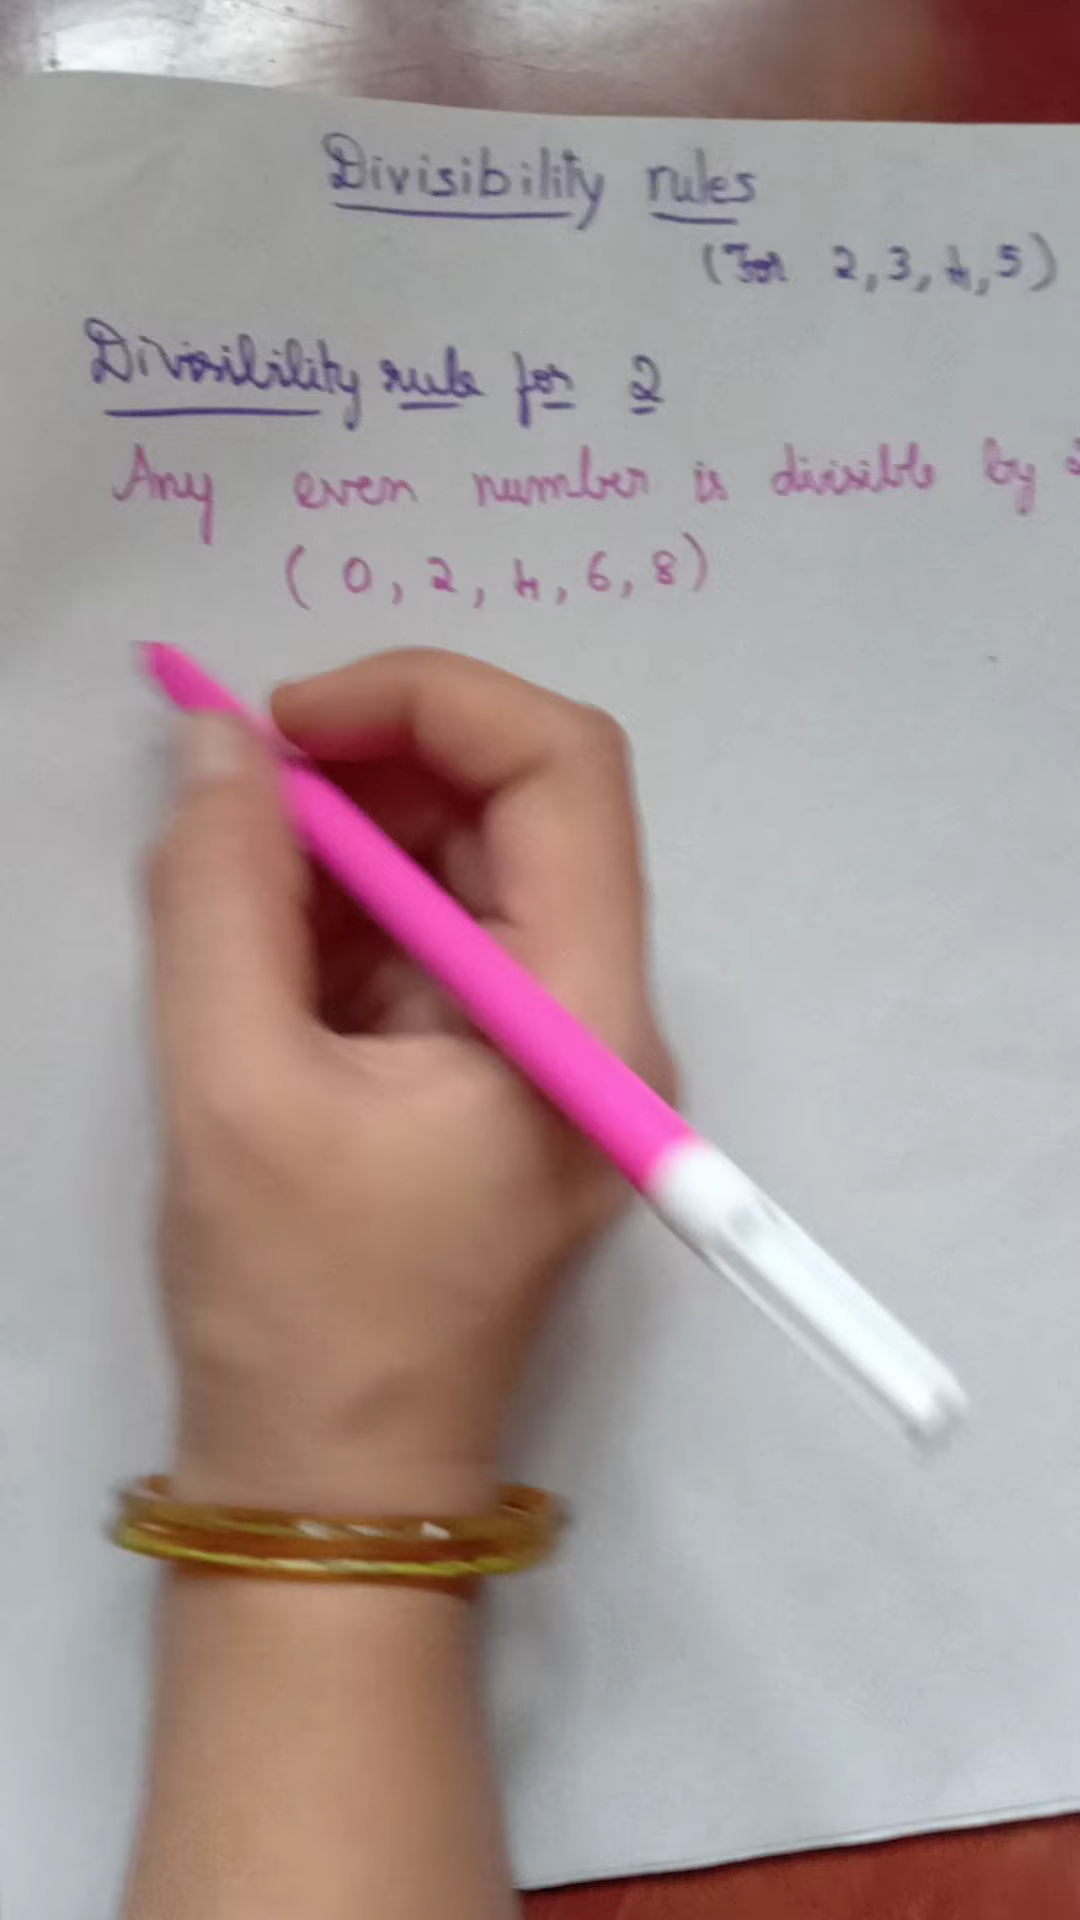 Divisibility rules
(For 2,3,4,5)
Divisibility rule for 2
Any even number is divisible by
( 0, 2, 4, 6, 8)